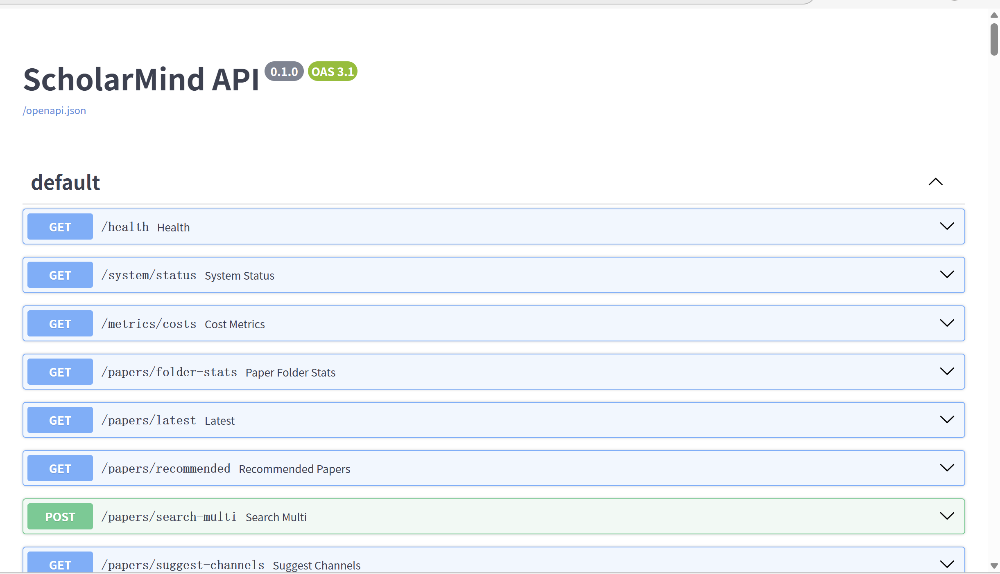 ScholarMind API 0.1.0 OAS 3.1
/openapi.json
default
GET /health Health
GET /system/status System Status
GET /metrics/costs Cost Metrics
GET /papers/folder-stats Paper Folder Stats
GET /papers/latest Latest
GET /papers/recommended Recommended Papers
POST /papers/search-multi Search Multi
GET /papers/suggest-channels Suggest Channels